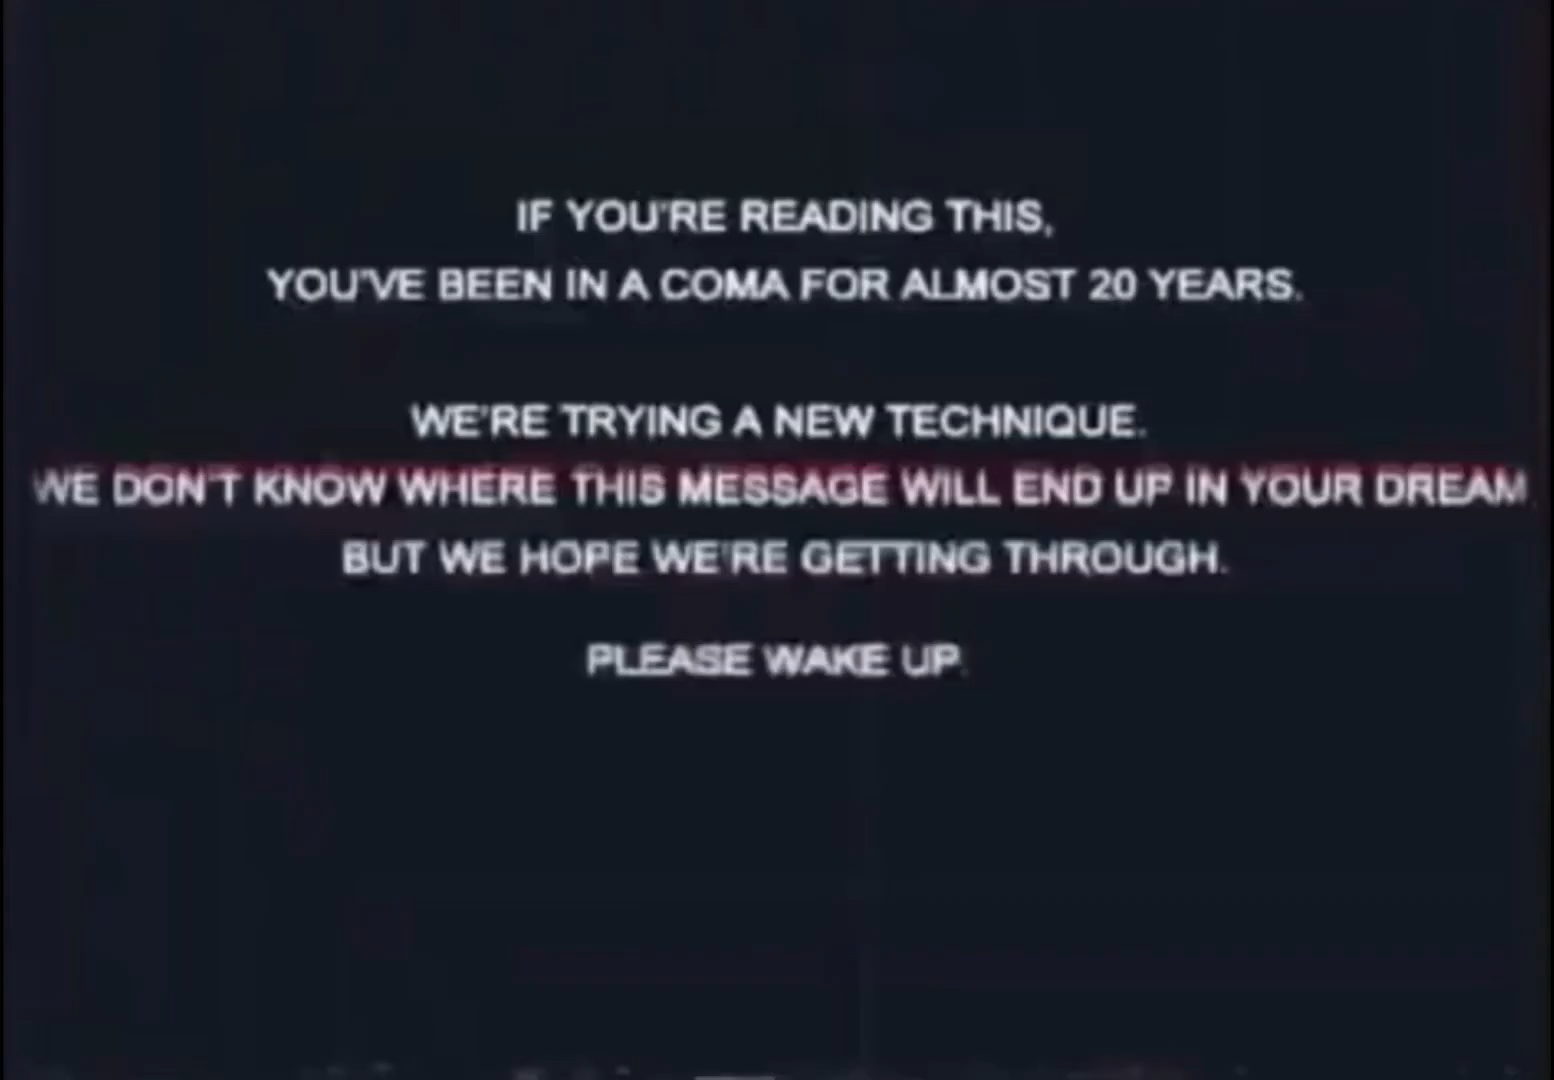 IF YOU'RE READING THIS,
YOU'VE BEEN IN A COMA FOR ALMOST 20 YEARS.
WE'RE TRYING A NEW TECHNIQUE.
WE DON'T KNOW WHERE THIS MESSAGE WILL END UP IN YOUR DREAM
BUT WE HOPE WE'RE GETTING THROUGH.
PLEASE WAKE UP.